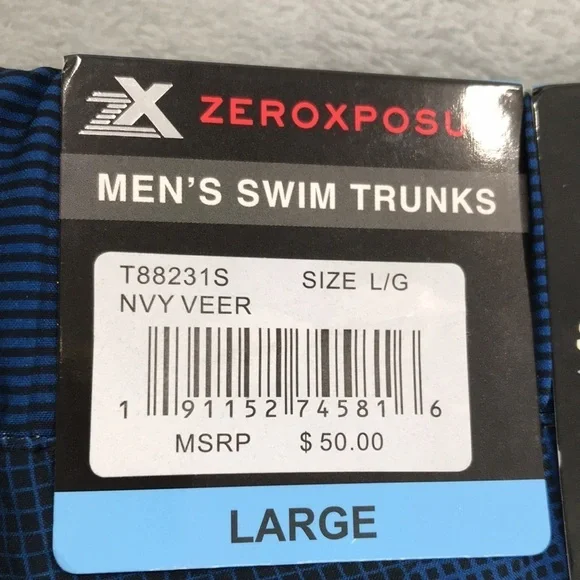 ZX ZEROXPOSU
MEN'S SWIM TRUNKS
T88231S SIZE L/G
NVY VEER
1 91152 74581 6
MSRP $50.00
LARGE